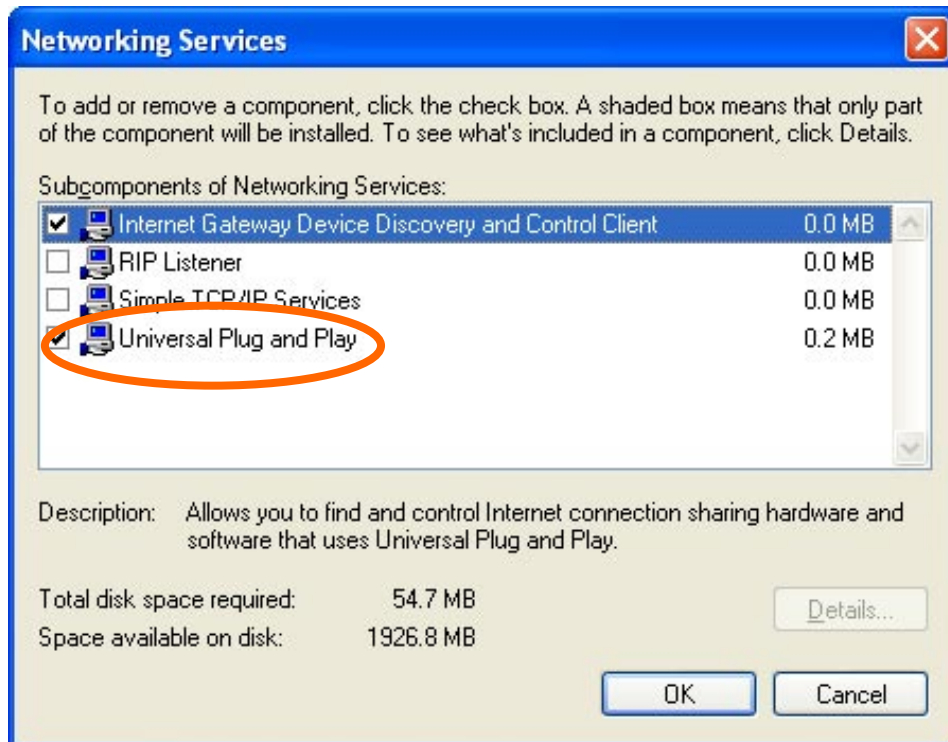 Networking Services
To add or remove a component, click the check box. A shaded box means that only part
of the component will be installed. To see what's included in a component, click Details.
Subcomponents of Networking Services:
Internet Gateway Device Discovery and Control Client 0.0 MB
RIP Listener 0.0 MB
Simple TCP/IP Services 0.0 MB
Universal Plug and Play 0.2 MB
Description: Allows you to find and control Internet connection sharing hardware and
software that uses Universal Plug and Play.
Total disk space required: 54.7 MB
Details...
Space available on disk: 1926.8 MB
OK Cancel